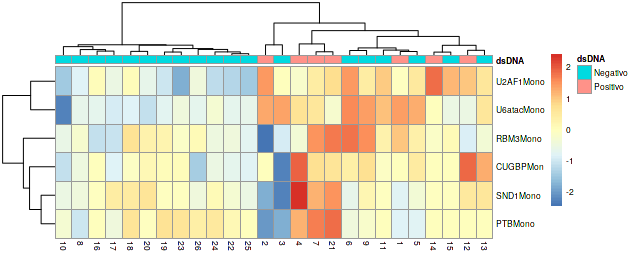 dsDNA
U2AF1Mono
U6atacMono
RBM3Mono
CUGBPMon
SND1Mono
PTBMono
10 8 16 17 18 20 19 23 26 24 22 25 2 3 4 7 21 6 9 11 1 5 14 15 12 13
2
1
0
-1
-2
dsDNA
Negativo
Positivo